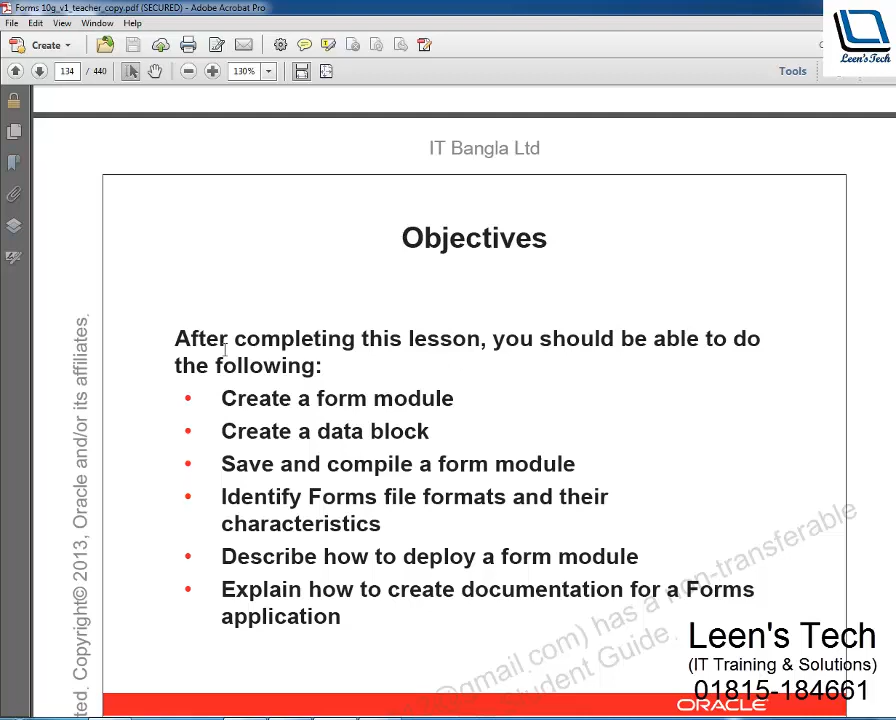 Forms 10g_v1_teacher_copy.pdf (SECURED) - Adobe Acrobat Pro
File Edit View Window Help
Create
134 / 440
130%
Tools
Leen'sTech
IT Bangla Ltd
Objectives
After completing this lesson, you should be able to do
the following:
• Create a form module
• Create a data block
• Save and compile a form module
• Identify Forms file formats and their
characteristics
• Describe how to deploy a form module
• Explain how to create documentation for a Forms
application
ted. Copyright© 2013, Oracle and/or its affiliates.
@gmail.com) has a non-transferable
Student Guide.
Leen's Tech
(IT Training & Solutions)
01815-184661
ORACLE